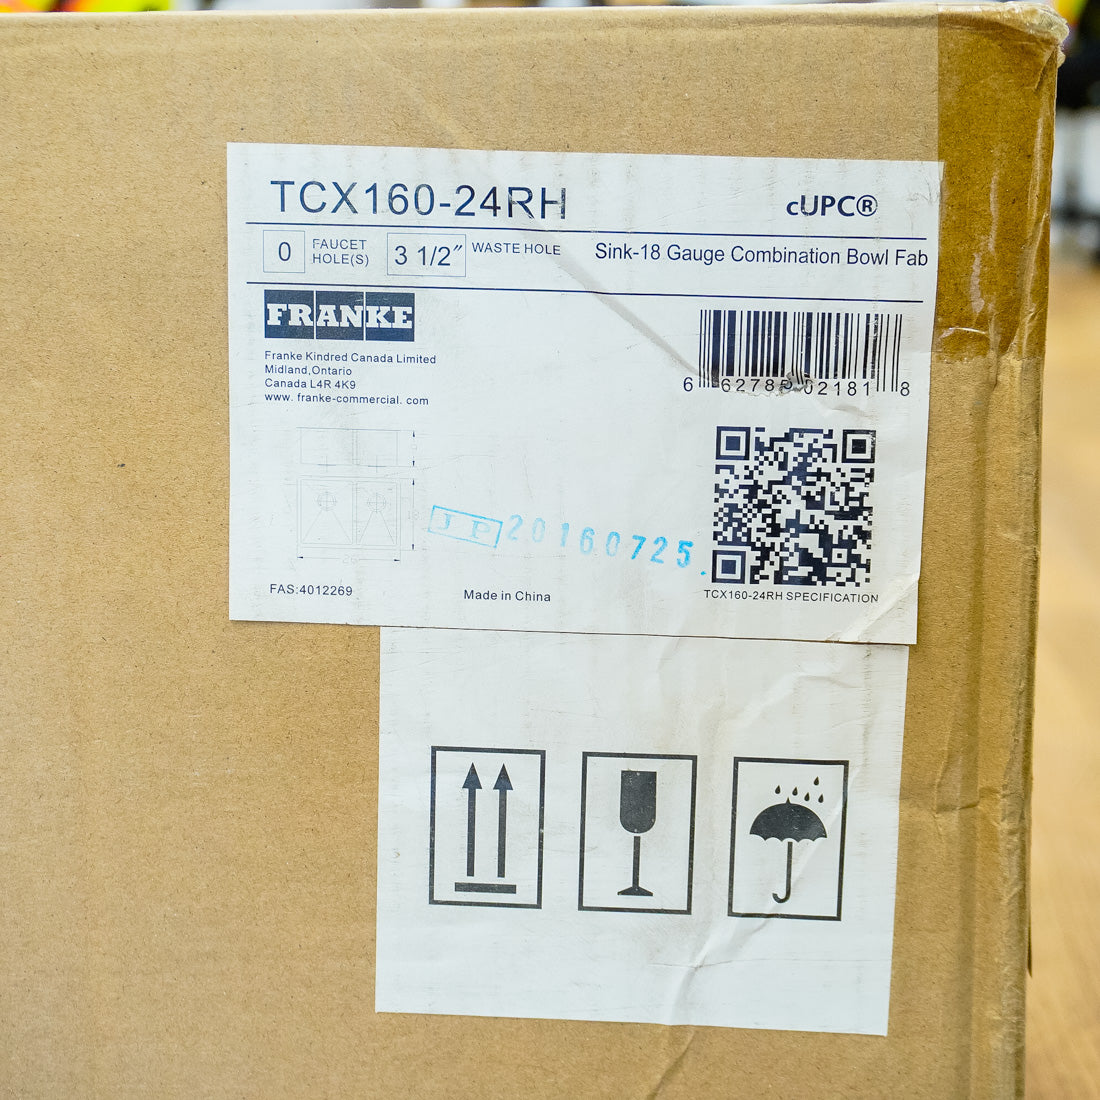 TCX160-24RH
cUPC®
0 FAUCET HOLE(S) 3 1/2″ WASTE HOLE Sink-18 Gauge Combination Bowl Fab
FRANKE
Franke Kindred Canada Limited
Midland,Ontario
Canada L4R 4K9
www. franke-commercial. com
JP 20160725.
FAS:4012269
Made in China
TCX160-24RH SPECIFICATION